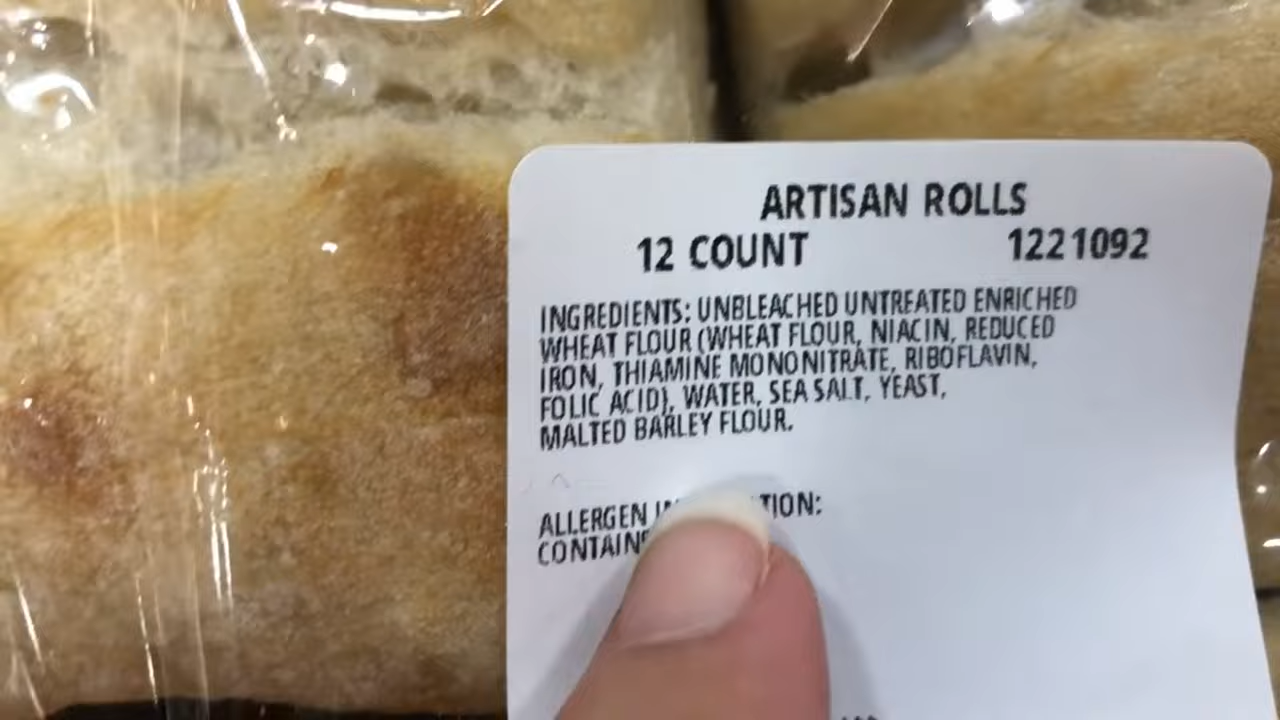 ARTISAN ROLLS
12 COUNT 1221092
INGREDIENTS: UNBLEACHED UNTREATED ENRICHED
WHEAT FLOUR (WHEAT FLOUR, NIACIN, REDUCED
IRON, THIAMINE MONONITRATE, RIBOFLAVIN,
FOLIC ACID), WATER, SEA SALT, YEAST,
MALTED BARLEY FLOUR.
ALLERGEN